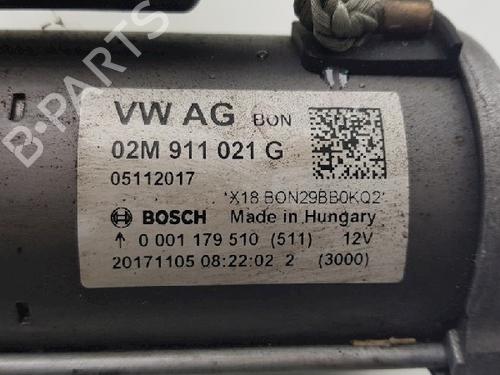 VW AG BON
02M 911 021 G
05112017
*X18 BON29BB0KQ2*
BOSCH Made in Hungary
↑ 0 001 179 510 (511) 12V
20171105 08:22:02 2 (3000)
B-PARTS